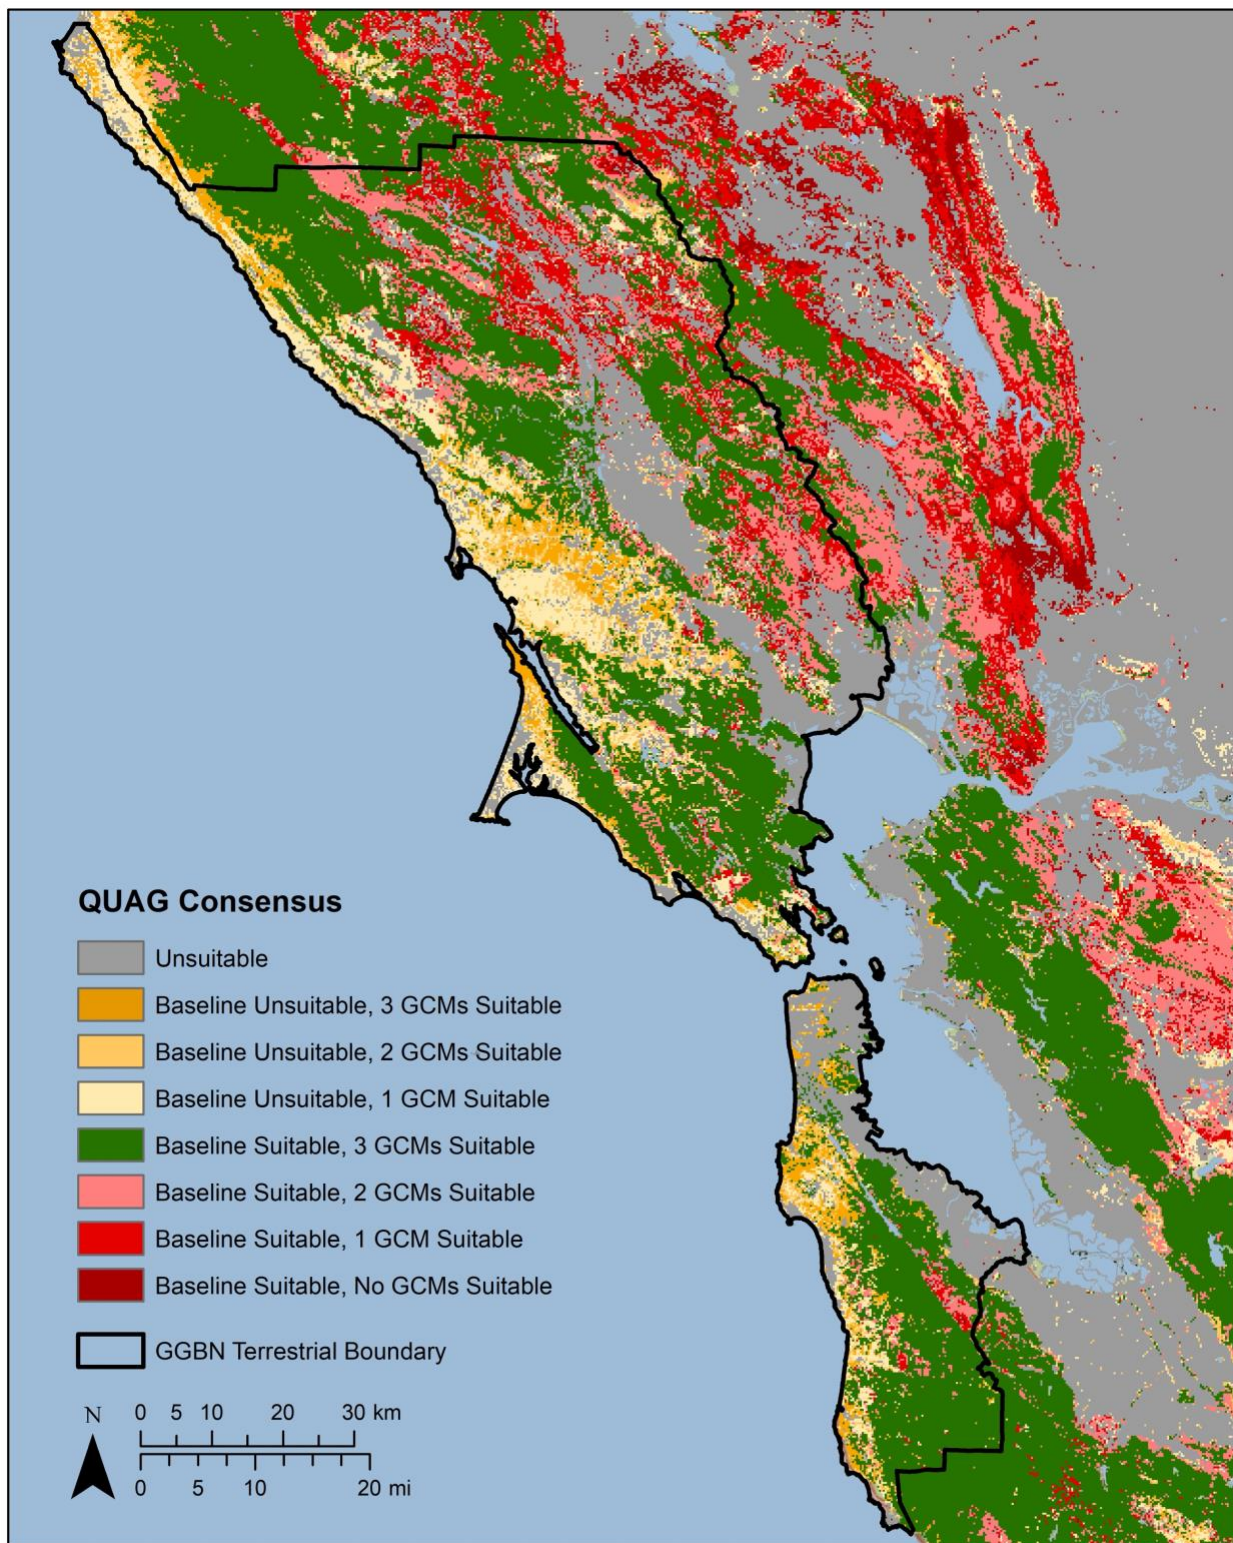 QUAG Consensus
Unsuitable
Baseline Unsuitable, 3 GCMs Suitable
Baseline Unsuitable, 2 GCMs Suitable
Baseline Unsuitable, 1 GCM Suitable
Baseline Suitable, 3 GCMs Suitable
Baseline Suitable, 2 GCMs Suitable
Baseline Suitable, 1 GCM Suitable
Baseline Suitable, No GCMs Suitable
GGBN Terrestrial Boundary
N 0 5 10 20 30 km
0 5 10 20 mi